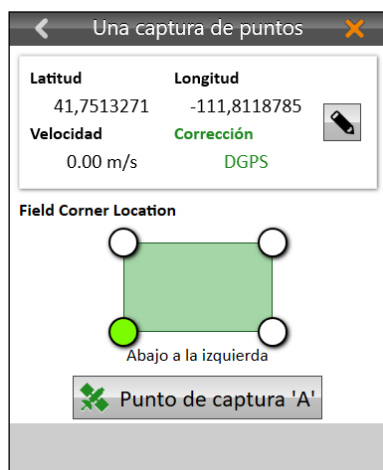 Una captura de puntos
Latitud Longitud
41,7513271 -111,8118785
Velocidad Corrección
0.00 m/s DGPS
Field Corner Location
Abajo a la izquierda
Punto de captura 'A'